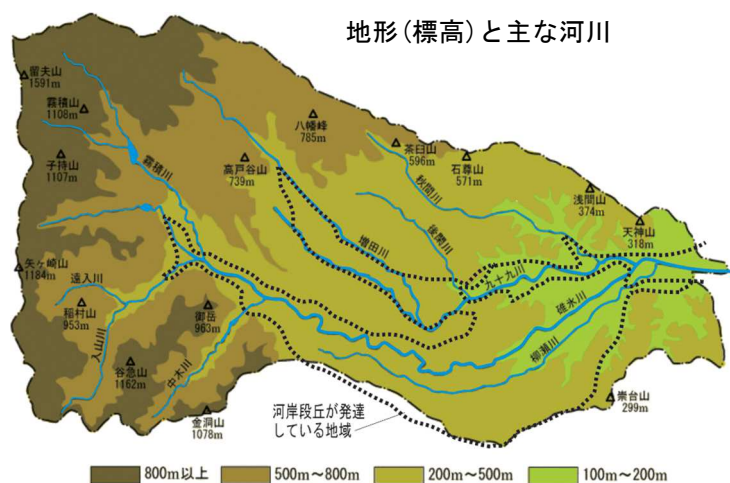 地形(標高)と主な河川
留夫山
1591m
霧積山
1108m
子持山
1107m
矢ヶ崎山
1184m
遠入川
稲村山
953m
入山川
谷急山
1162m
中木川
御岳
963m
金洞山
1078m
霧積川
高戸谷山
739m
八幡峰
785m
茶臼山
596m
石尊山
571m
秋間川
後閑川
増田川
九十九川
浅間山
374m
天神山
318m
碓氷川
柳瀬川
崇台山
299m
河岸段丘が発達
している地域
800m以上
500m～800m
200m～500m
100m～200m